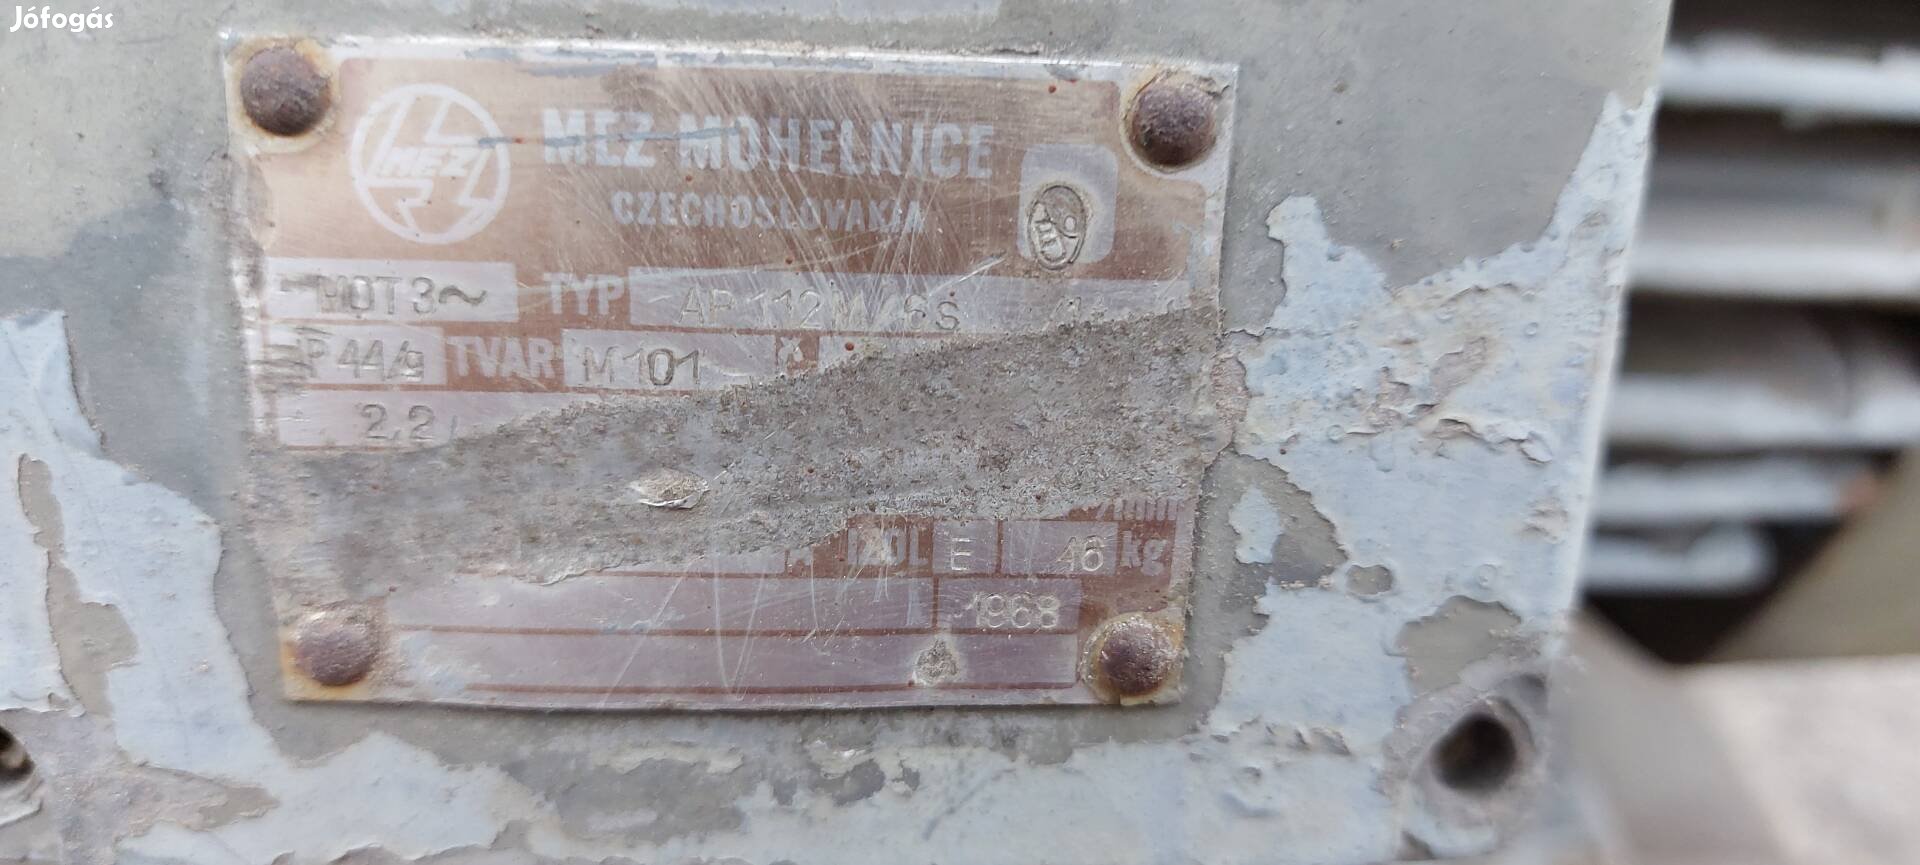 Jófogás
MEZ MOHELNICE
MEZ
CZECHOSLOVAKIA
MOT 3~ TYP AP 112M/6S
P 44/g TVAR M101
2,2
/min
A IZOL E 46 kg
1968